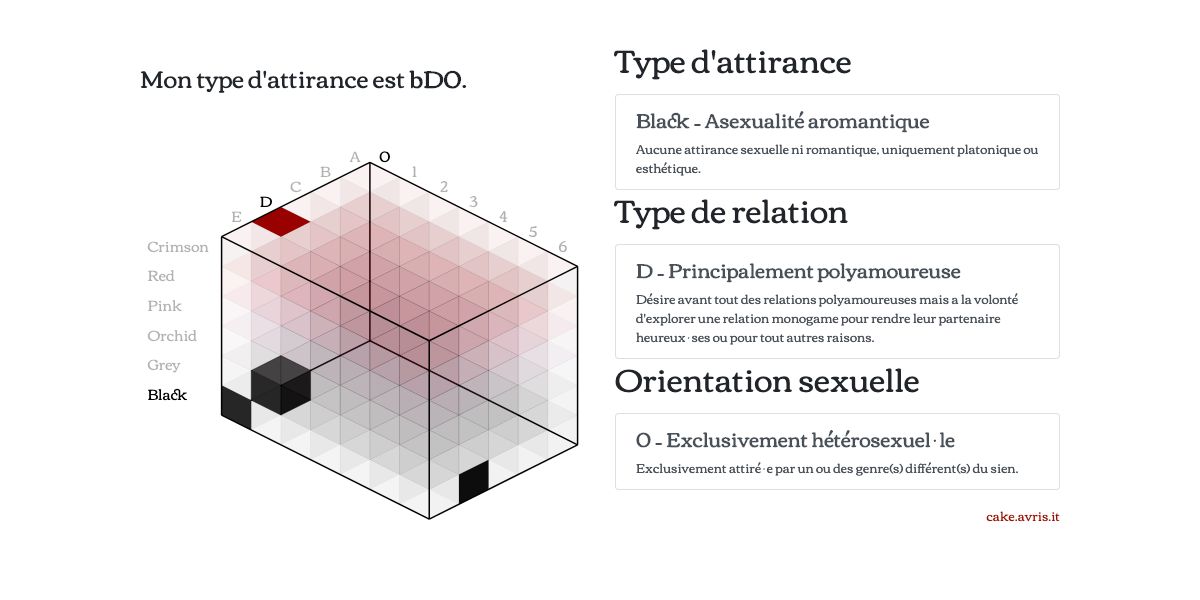 Mon type d'attirance est bDO.
A
O
B
1
C
2
D
3
E
4
5
6
Crimson
Red
Pink
Orchid
Grey
Black
Type d'attirance
Black - Asexualité aromantique
Aucune attirance sexuelle ni romantique, uniquement platonique ou
esthétique.
Type de relation
D - Principalement polyamoureuse
Désire avant tout des relations polyamoureuses mais a la volonté
d'explorer une relation monogame pour rendre leur partenaire
heureux·ses ou pour tout autres raisons.
Orientation sexuelle
0 - Exclusivement hétérosexuel·le
Exclusivement attiré·e par un ou des genre(s) différent(s) du sien.
cake.avris.it